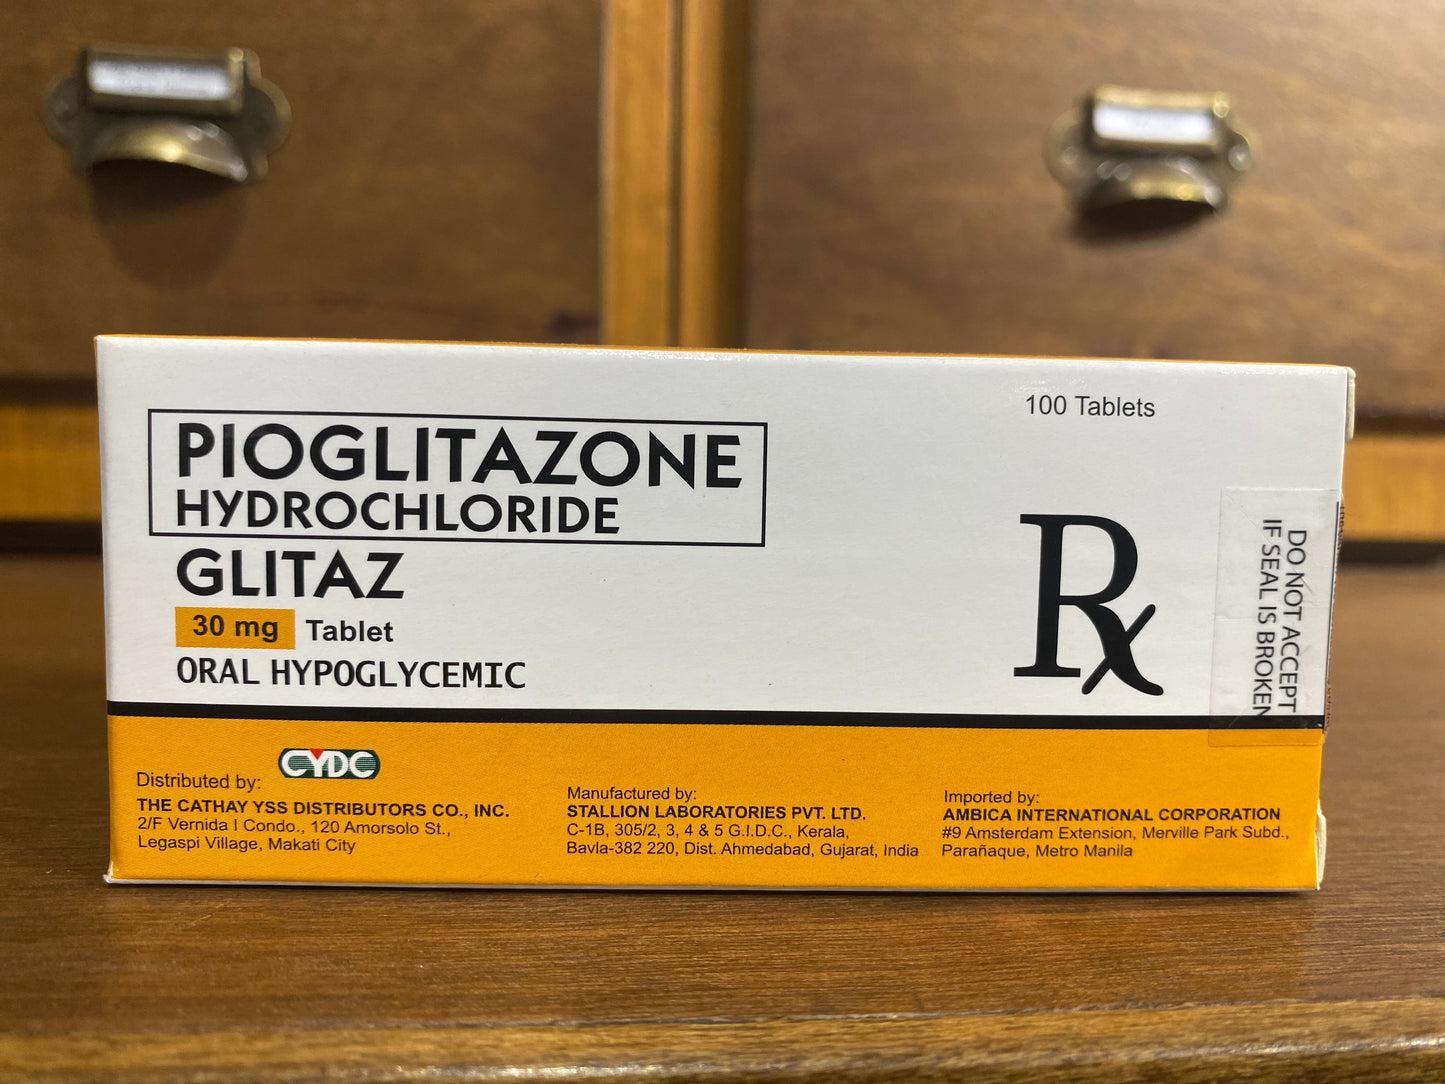 PIOGLITAZONE
HYDROCHLORIDE
GLITAZ
30 mg Tablet
ORAL HYPOGLYCEMIC
100 Tablets
Rx
DO NOT ACCEPT
IF SEAL IS BROKEN
Distributed by:
CYDC
THE CATHAY YSS DISTRIBUTORS CO., INC.
2/F Vernida I Condo., 120 Amorsolo St.,
Legaspi Village, Makati City
Manufactured by:
STALLION LABORATORIES PVT. LTD.
C-1B, 305/2, 3, 4 & 5 G.I.D.C., Kerala,
Bavla-382 220, Dist. Ahmedabad, Gujarat, India
Imported by:
AMBICA INTERNATIONAL CORPORATION
#9 Amsterdam Extension, Merville Park Subd.,
Parañaque, Metro Manila